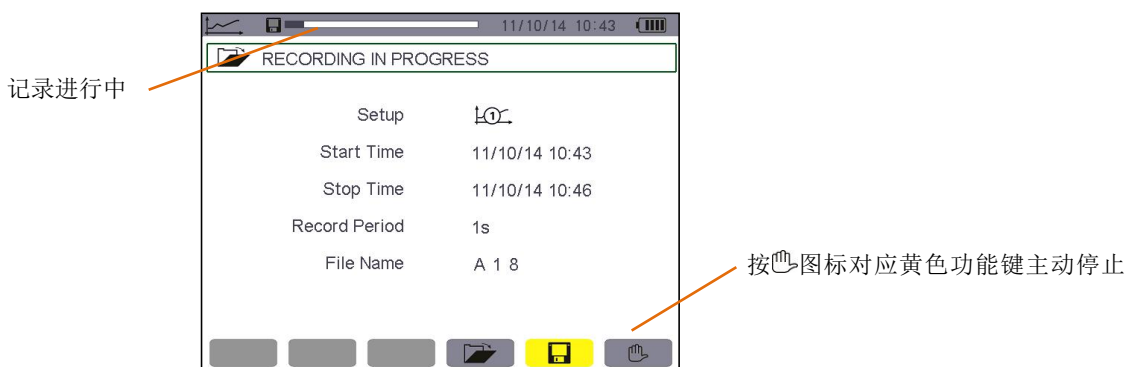 11/10/14 10:43
RECORDING IN PROGRESS
记录进行中
Setup 1
Start Time 11/10/14 10:43
Stop Time 11/10/14 10:46
Record Period 1s
File Name A 1 8
按图标对应黄色功能键主动停止